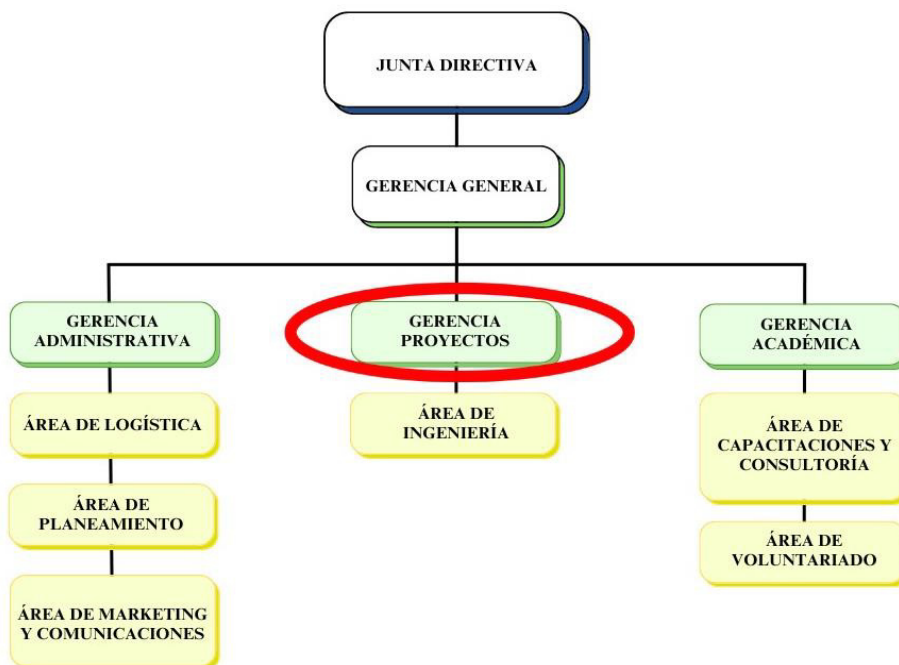 JUNTA DIRECTIVA
GERENCIA GENERAL
GERENCIA
ADMINISTRATIVA
GERENCIA
PROYECTOS
GERENCIA
ACADÉMICA
ÁREA DE LOGÍSTICA
ÁREA DE
PLANEAMIENTO
ÁREA DE MARKETING
Y COMUNICACIONES
ÁREA DE
INGENIERÍA
ÁREA DE
CAPACITACIONES Y
CONSULTORÍA
ÁREA DE
VOLUNTARIADO